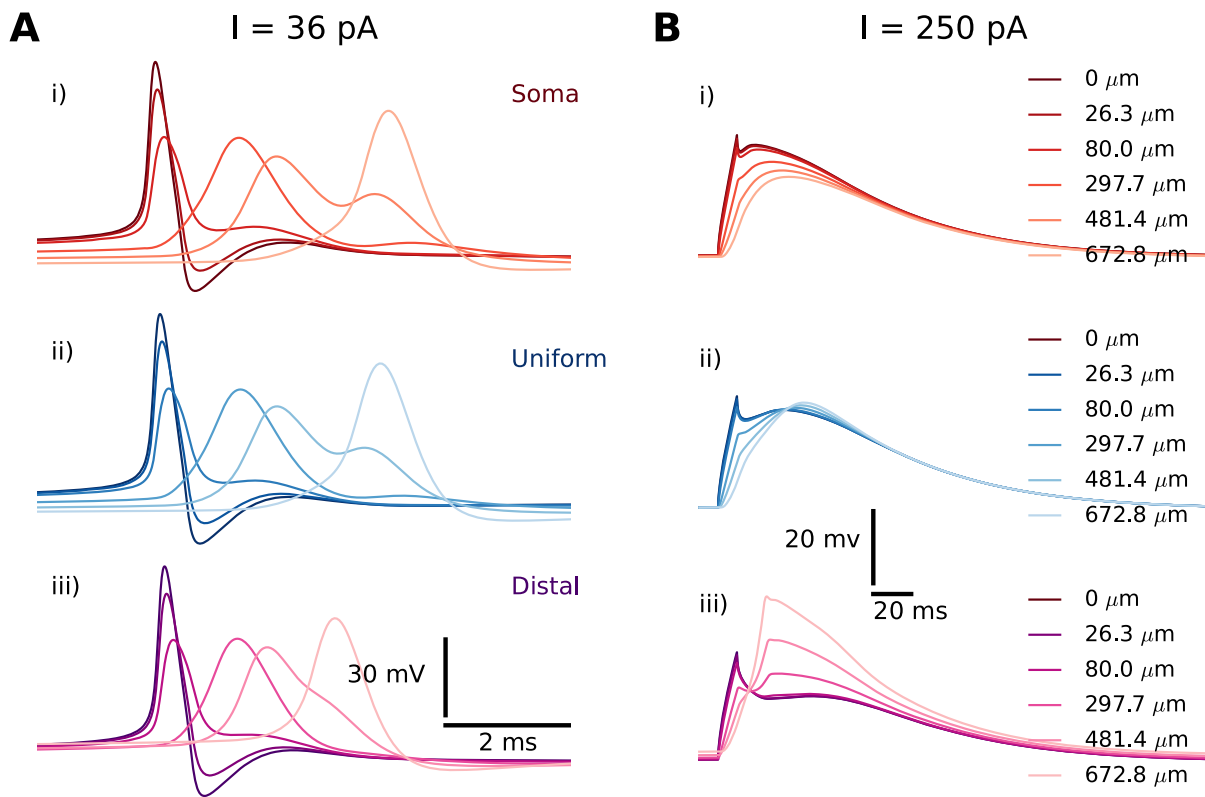 A
I = 36 pA
i)
Soma
ii)
Uniform
iii)
Distal
30 mV
2 ms
B
I = 250 pA
i)
0 μm
26.3 μm
80.0 μm
297.7 μm
481.4 μm
672.8 μm
ii)
0 μm
26.3 μm
80.0 μm
297.7 μm
481.4 μm
672.8 μm
20 mv
20 ms
iii)
0 μm
26.3 μm
80.0 μm
297.7 μm
481.4 μm
672.8 μm